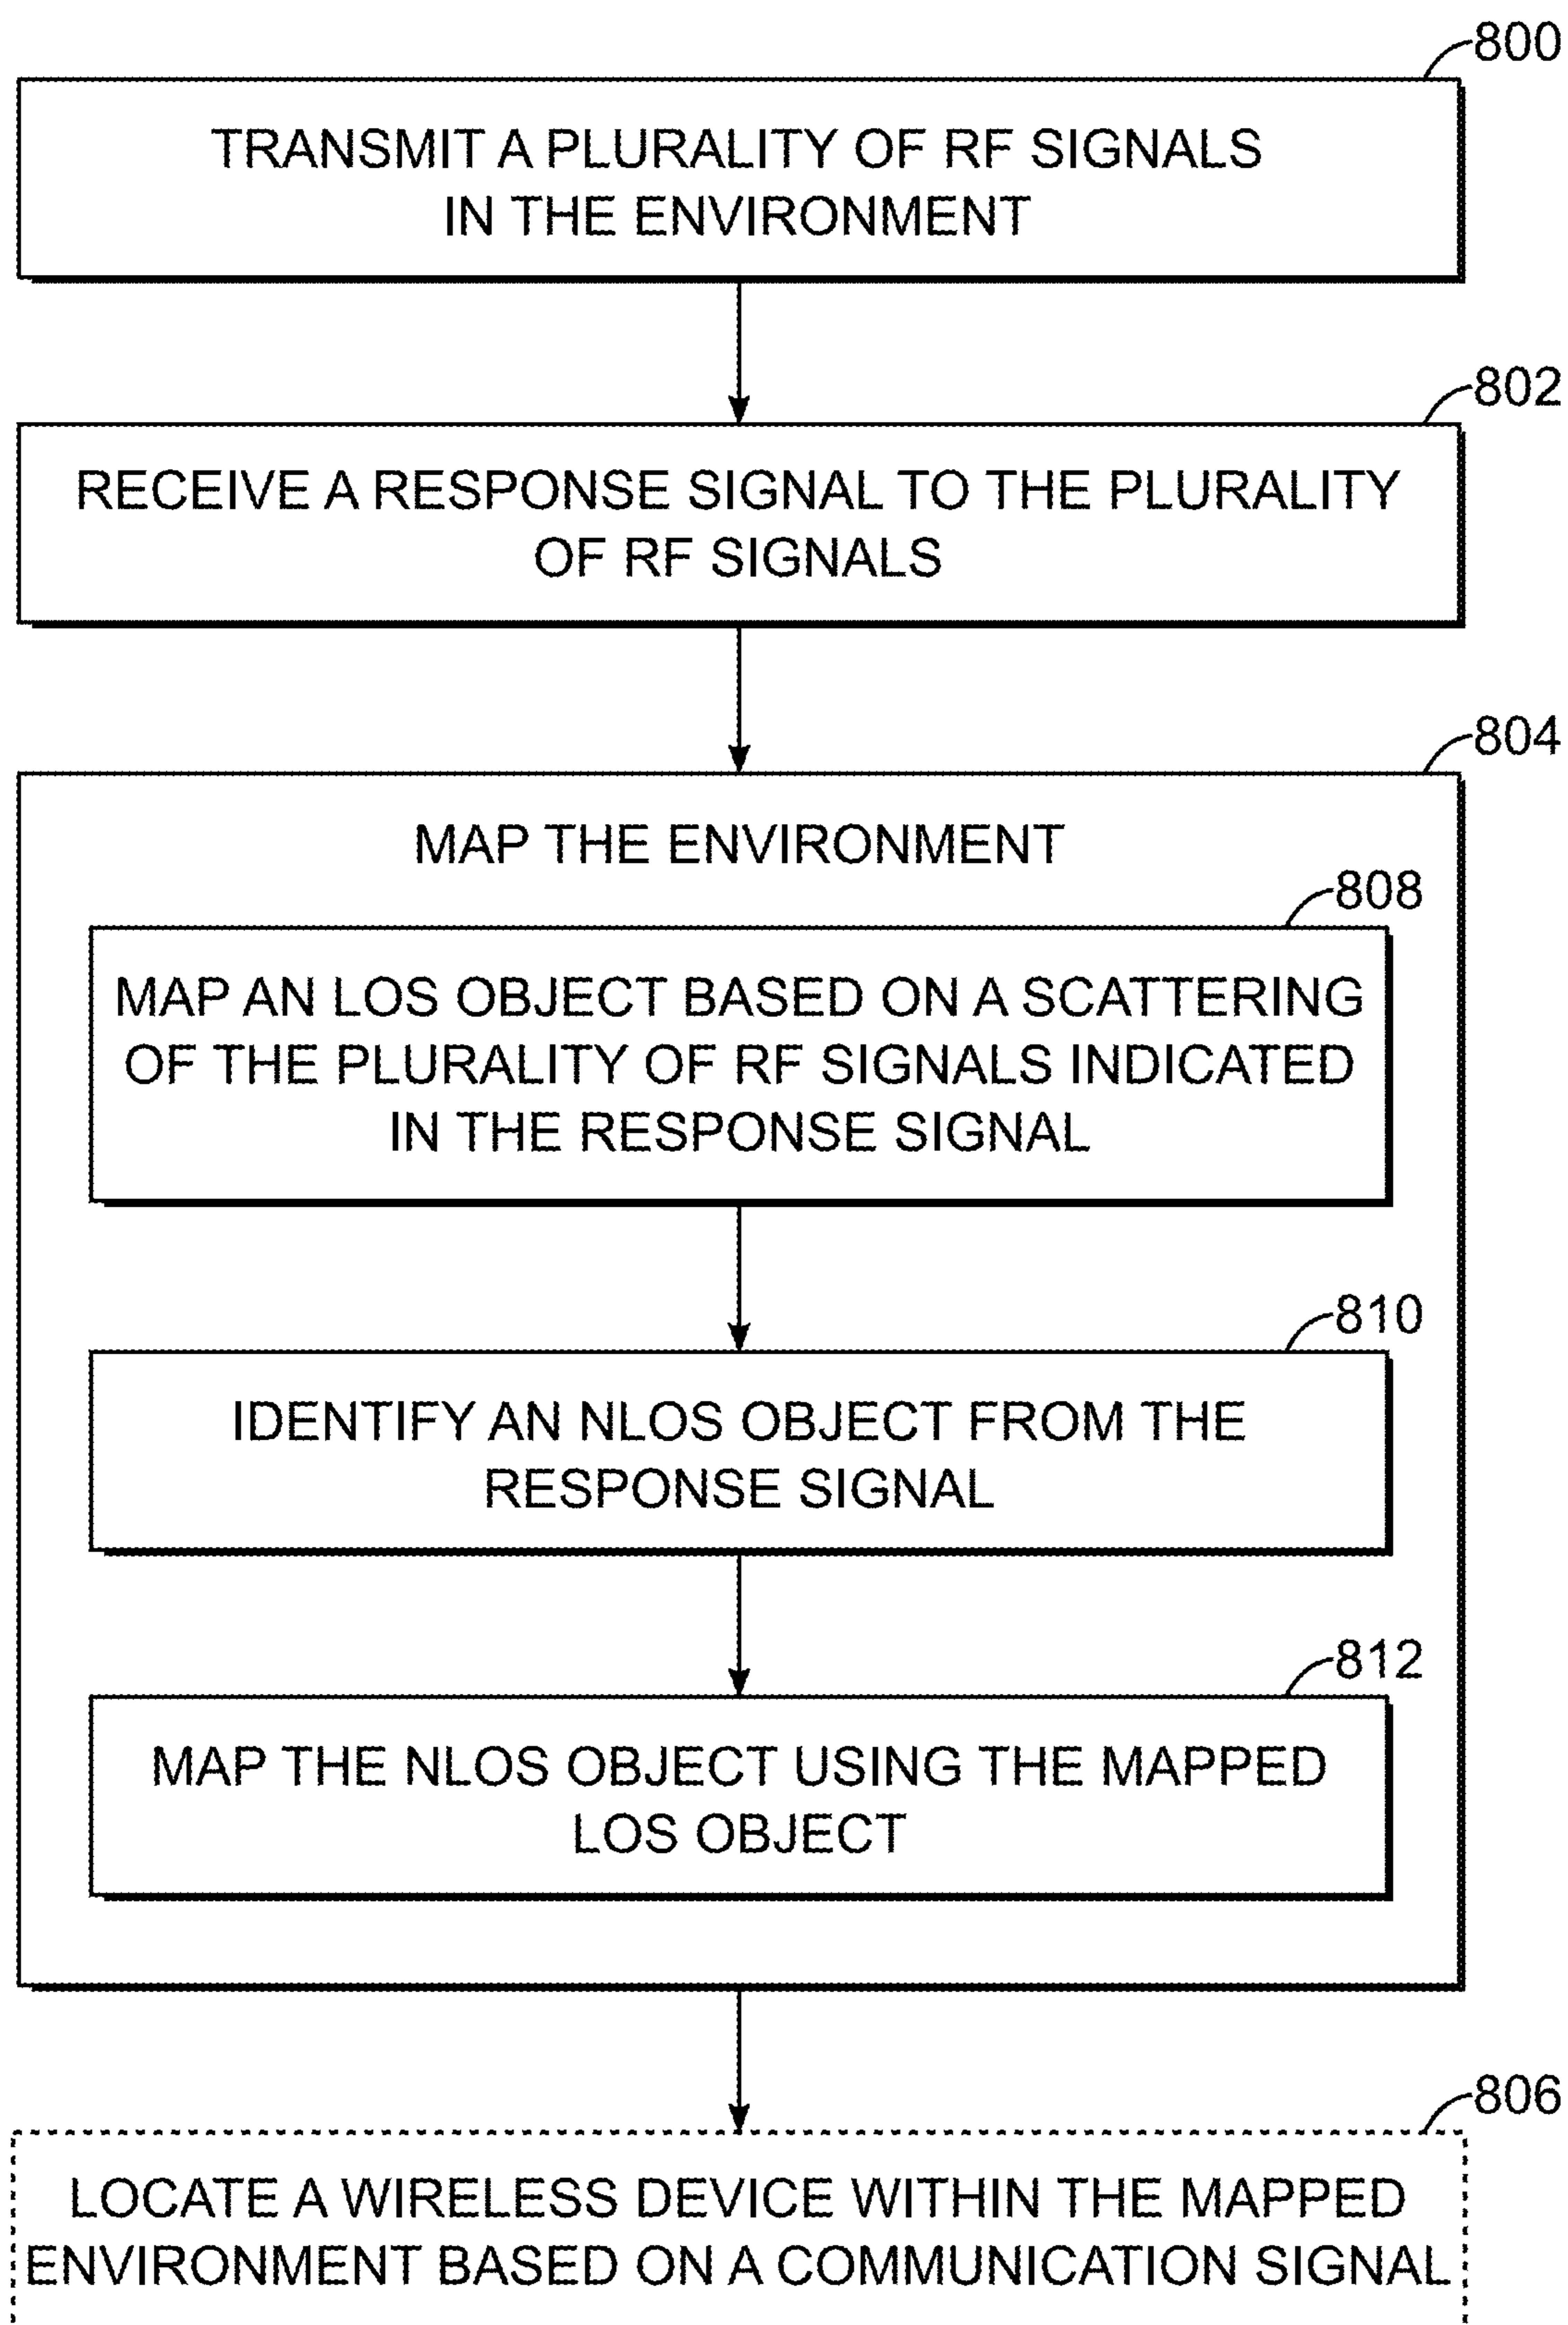 800
TRANSMIT A PLURALITY OF RF SIGNALS
IN THE ENVIRONMENT
802
RECEIVE A RESPONSE SIGNAL TO THE PLURALITY
OF RF SIGNALS
804
MAP THE ENVIRONMENT
808
MAP AN LOS OBJECT BASED ON A SCATTERING
OF THE PLURALITY OF RF SIGNALS INDICATED
IN THE RESPONSE SIGNAL
810
IDENTIFY AN NLOS OBJECT FROM THE
RESPONSE SIGNAL
812
MAP THE NLOS OBJECT USING THE MAPPED
LOS OBJECT
806
LOCATE A WIRELESS DEVICE WITHIN THE MAPPED
ENVIRONMENT BASED ON A COMMUNICATION SIGNAL